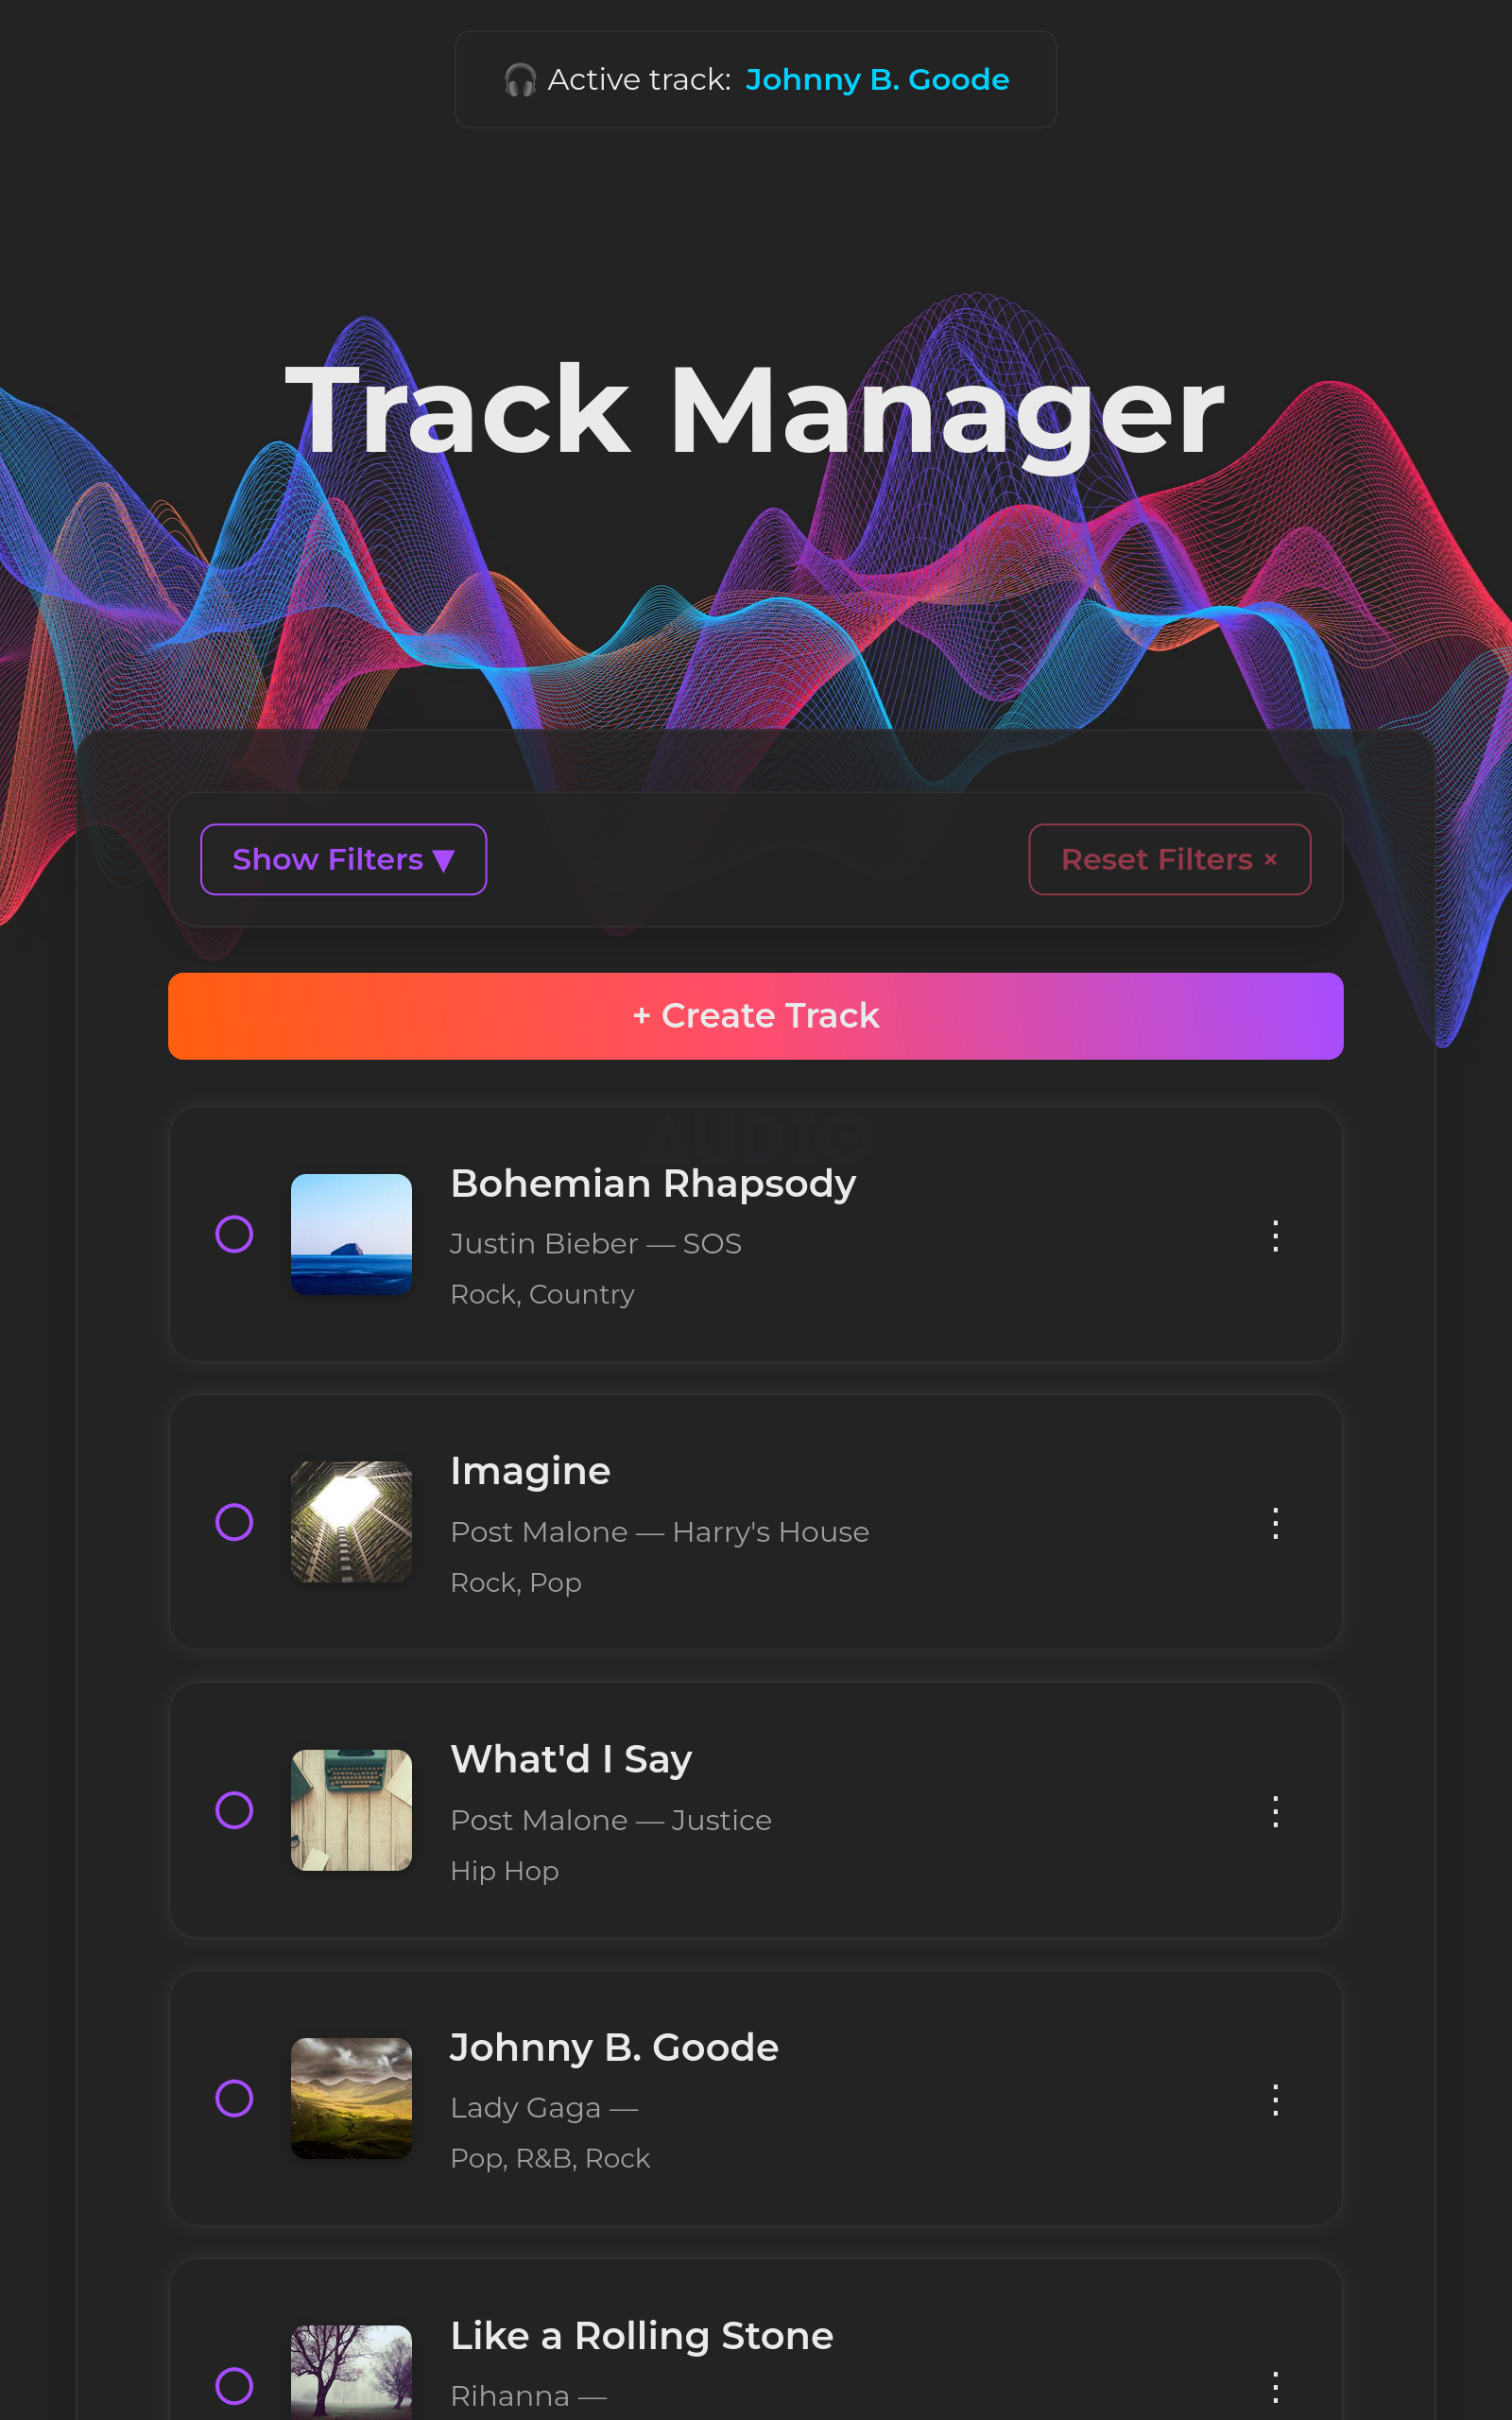 🎧 Active track: Johnny B. Goode
Track Manager
Show Filters ▼
Reset Filters ×
+ Create Track
AUDIO
Bohemian Rhapsody
Justin Bieber — SOS
Rock, Country
Imagine
Post Malone — Harry's House
Rock, Pop
What'd I Say
Post Malone — Justice
Hip Hop
Johnny B. Goode
Lady Gaga —
Pop, R&B, Rock
Like a Rolling Stone
Rihanna —